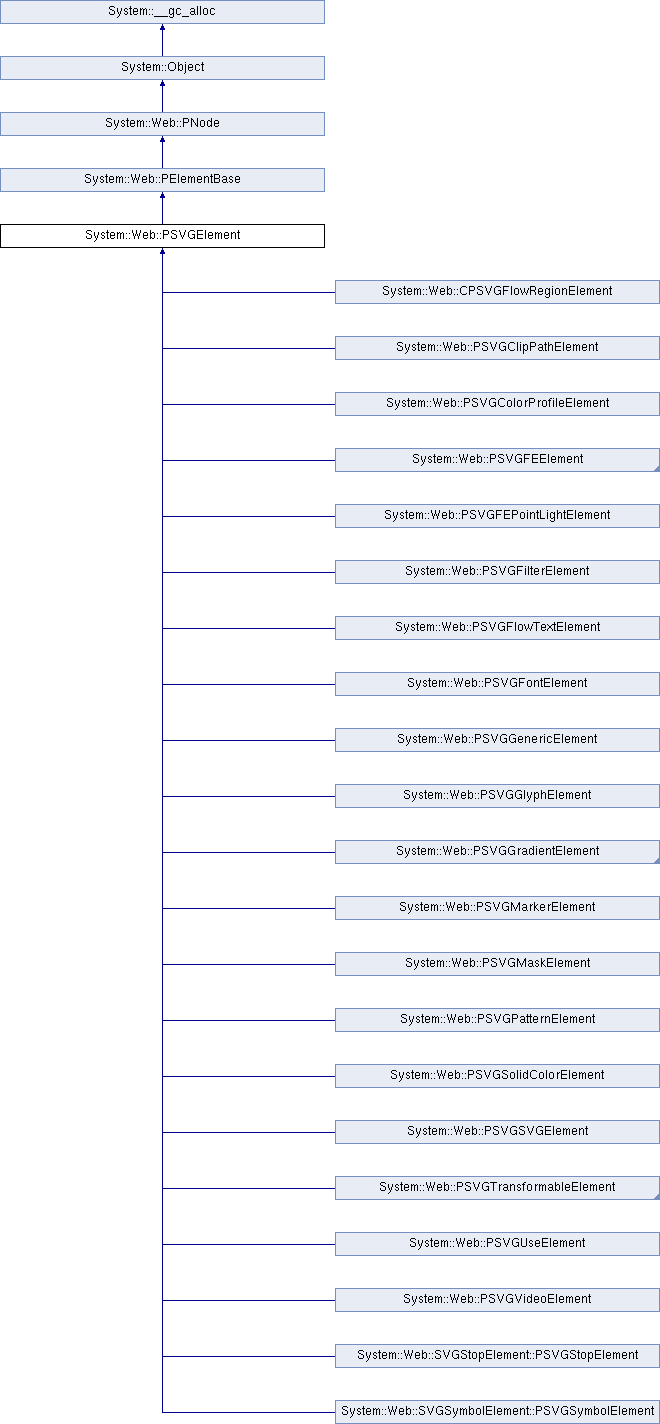 System::__gc_alloc
System::Object
System::Web::PNode
System::Web::PElementBase
System::Web::PSVGElement
System::Web::CPSVGFlowRegionElement
System::Web::PSVGClipPathElement
System::Web::PSVGColorProfileElement
System::Web::PSVGFEElement
System::Web::PSVGFEPointLightElement
System::Web::PSVGFilterElement
System::Web::PSVGFlowTextElement
System::Web::PSVGFontElement
System::Web::PSVGGenericElement
System::Web::PSVGGlyphElement
System::Web::PSVGGradientElement
System::Web::PSVGMarkerElement
System::Web::PSVGMaskElement
System::Web::PSVGPatternElement
System::Web::PSVGSolidColorElement
System::Web::PSVGSVGElement
System::Web::PSVGTransformableElement
System::Web::PSVGUseElement
System::Web::PSVGVideoElement
System::Web::SVGStopElement::PSVGStopElement
System::Web::SVGSymbolElement::PSVGSymbolElement